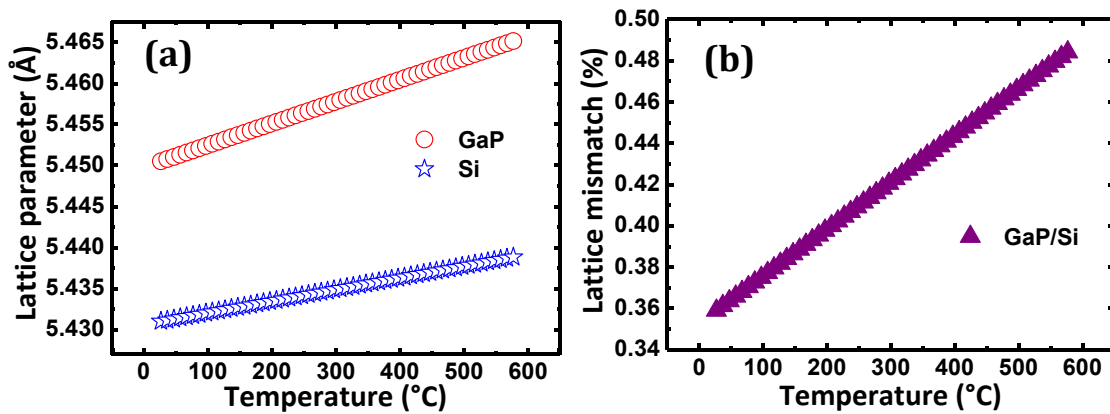 (a)
Lattice parameter (Å)
5.465
5.460
5.455
5.450
5.445
5.440
5.435
5.430
GaP
Si
0 100 200 300 400 500 600
Temperature (°C)
(b)
Lattice mismatch (%)
0.50
0.48
0.46
0.44
0.42
0.40
0.38
0.36
0.34
GaP/Si
0 100 200 300 400 500 600
Temperature (°C)